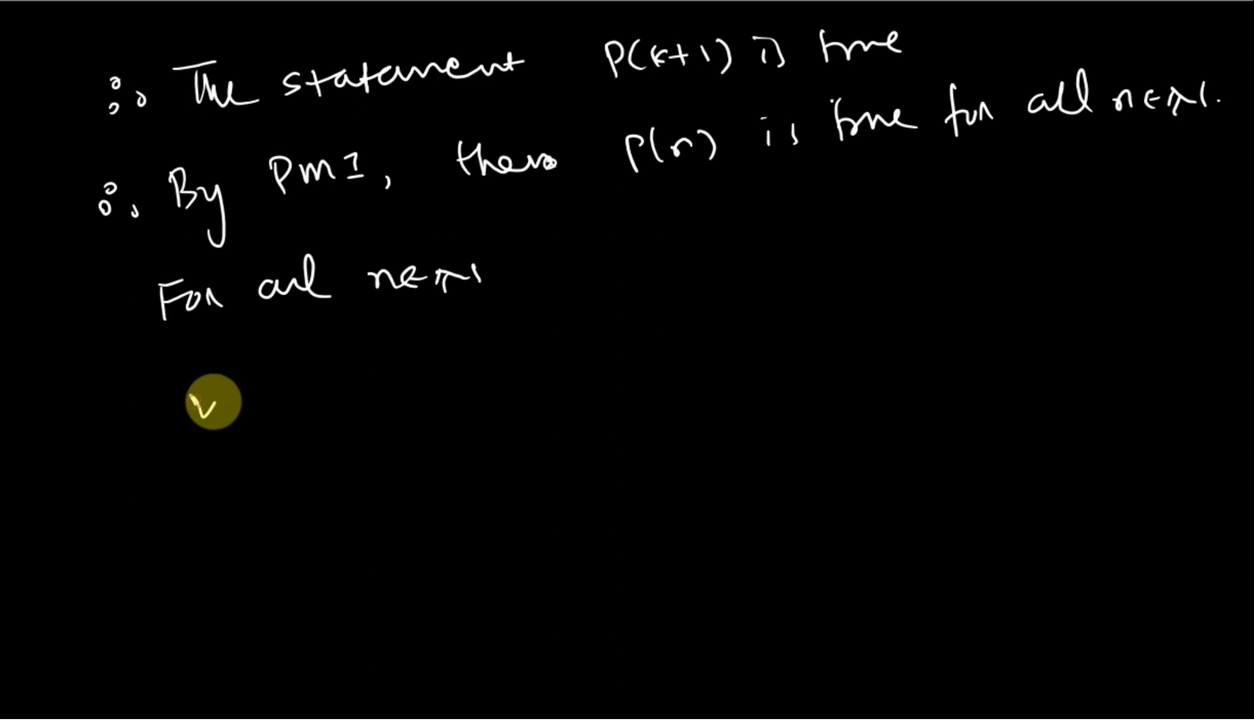 ∴ The statement P(k+1) is true
∴ By PMI, then P(n) is true for all n∈N.
For all n∈N